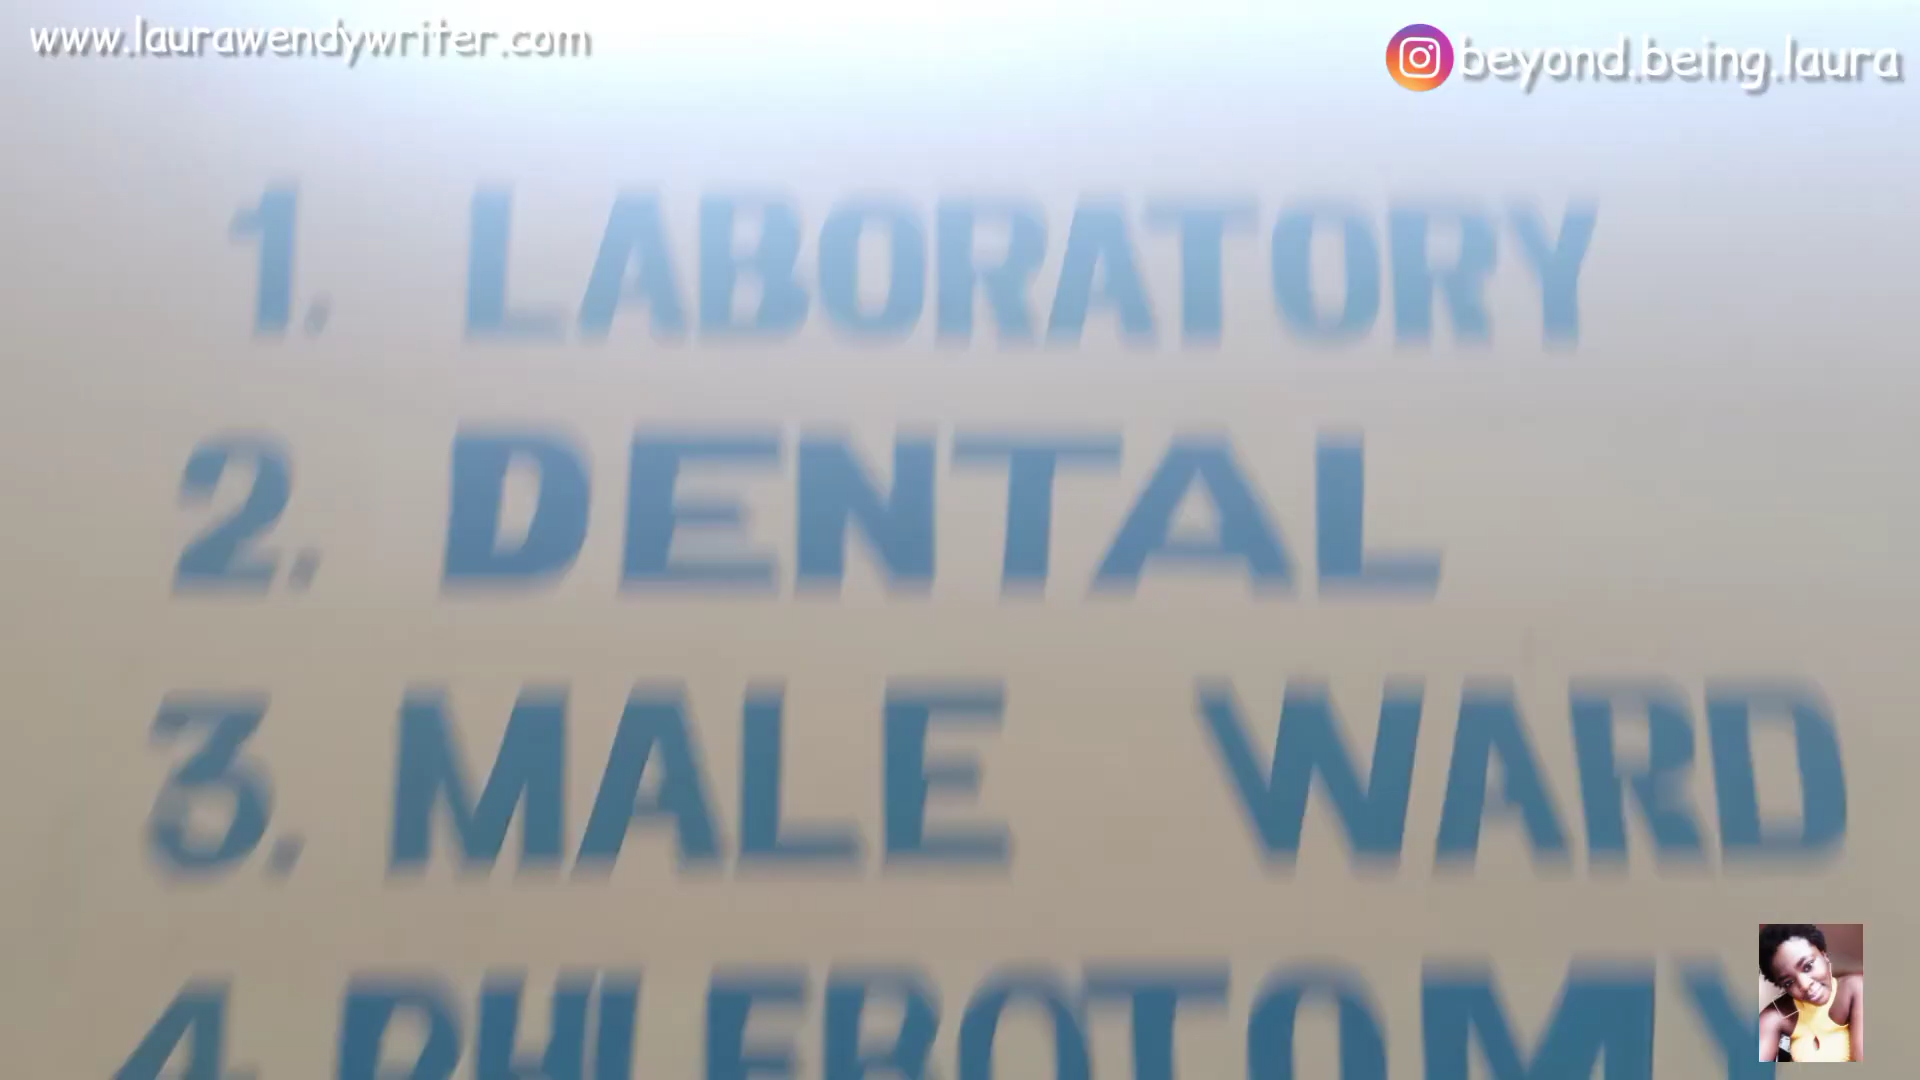 www.laurawendywriter.com
beyond.being.laura
1. LABORATORY
2. DENTAL
3. MALE WARD
4. PHLEBOTOMY